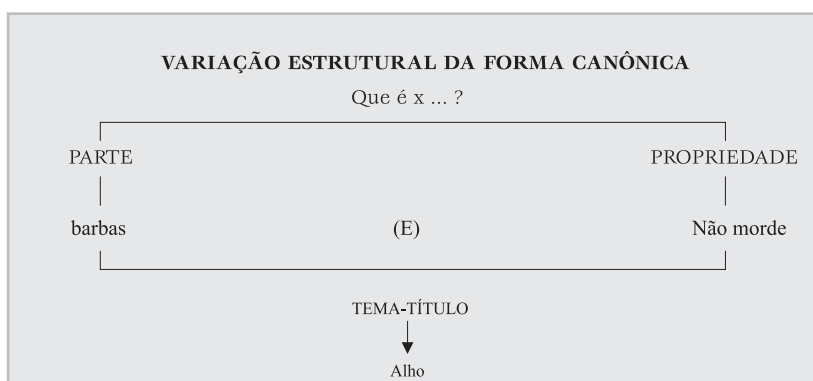 VARIAÇÃO ESTRUTURAL DA FORMA CANÔNICA
Que é x ... ?
PARTE PROPRIEDADE
barbas (E) Não morde
TEMA-TÍTULO
Alho